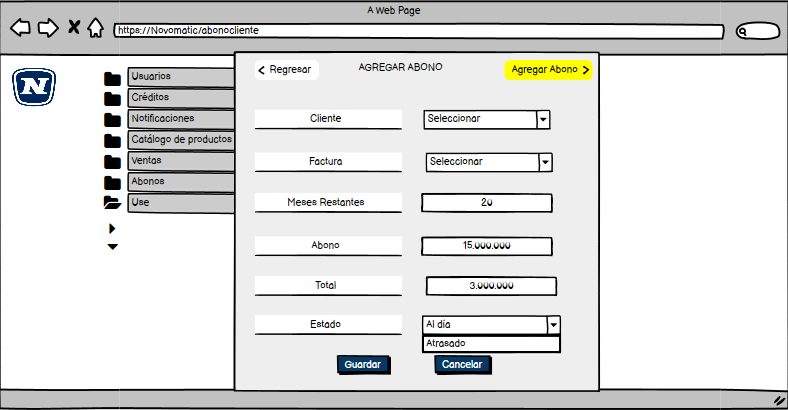 A Web Page
https://Novomatic/abonocliente
N
Usuarios
Créditos
Notificaciones
Catálogo de productos
Ventas
Abonos
Use
< Regresar
AGREGAR ABONO
Agregar Abono >
Cliente
Seleccionar
Factura
Seleccionar
Meses Restantes
20
Abono
15.000.000
Total
3.000.000
Estado
Al día
Atrasado
Guardar
Cancelar